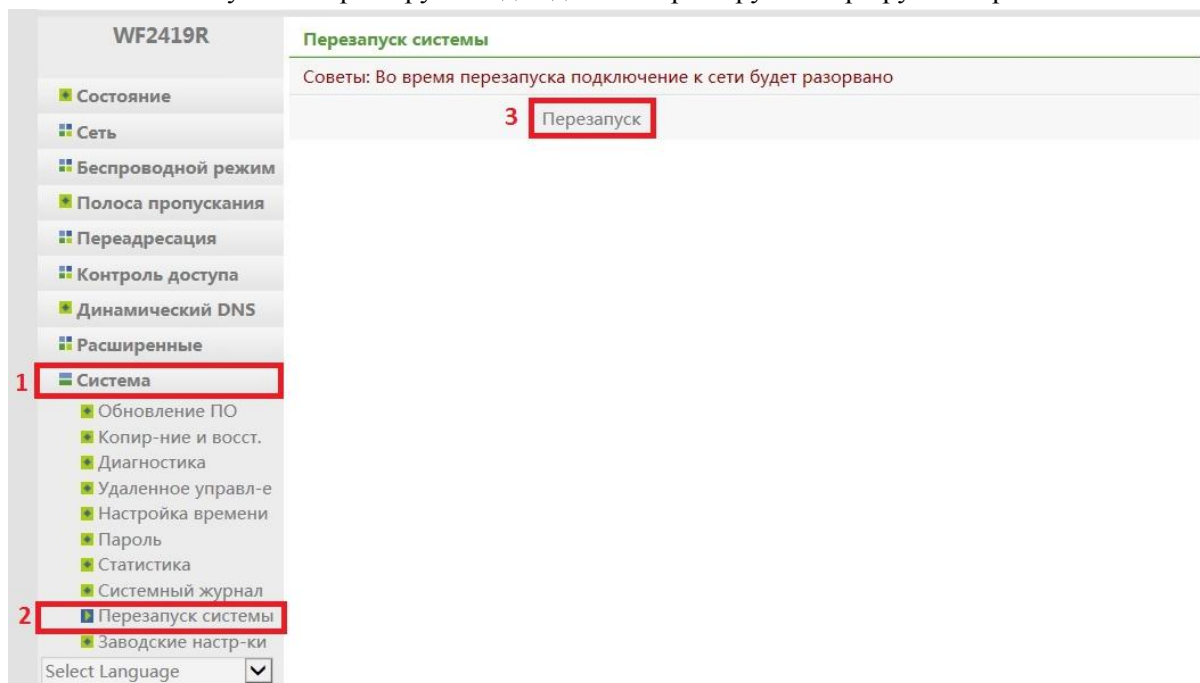 WF2419R
Состояние
Сеть
Беспроводной режим
Полоса пропускания
Переадресация
Контроль доступа
Динамический DNS
Расширенные
1 Система
Обновление ПО
Копир-ние и восст.
Диагностика
Удаленное управл-е
Настройка времени
Пароль
Статистика
Системный журнал
2 Перезапуск системы
Заводские настр-ки
Select Language
Перезапуск системы
Советы: Во время перезапуска подключение к сети будет разорвано
3 Перезапуск